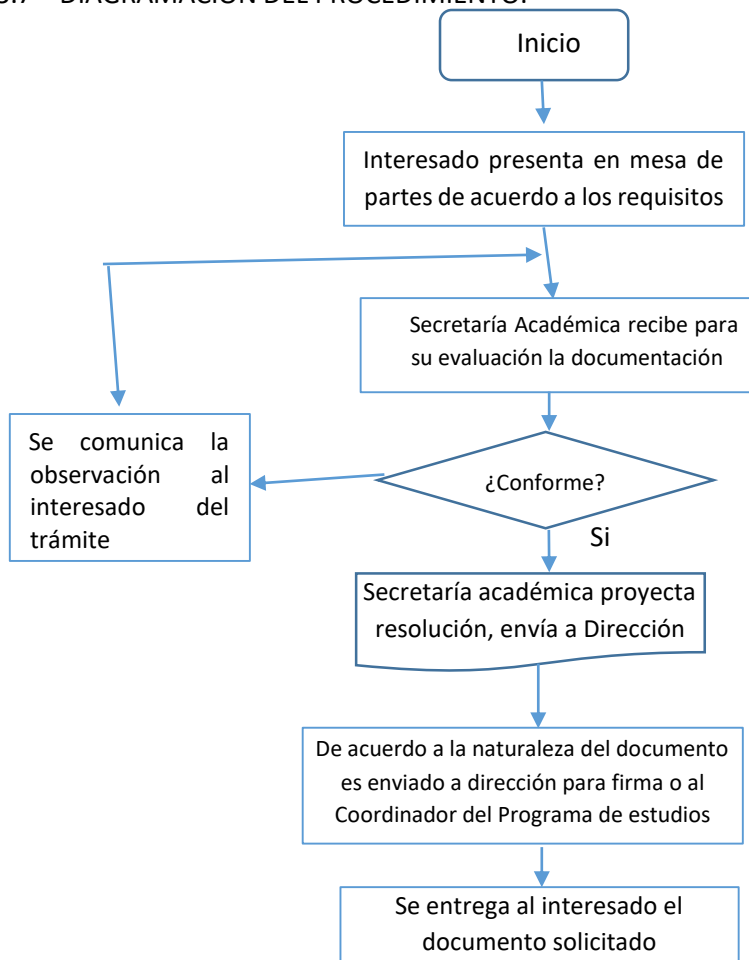 DIAGRAMACIÓN DEL PROCEDIMIENTO.
Inicio
Interesado presenta en mesa de
partes de acuerdo a los requisitos
Secretaría Académica recibe para
su evaluación la documentación
¿Conforme?
Se comunica la
observación al
interesado del
trámite
Si
Secretaría académica proyecta
resolución, envía a Dirección
De acuerdo a la naturaleza del documento
es enviado a dirección para firma o al
Coordinador del Programa de estudios
Se entrega al interesado el
documento solicitado